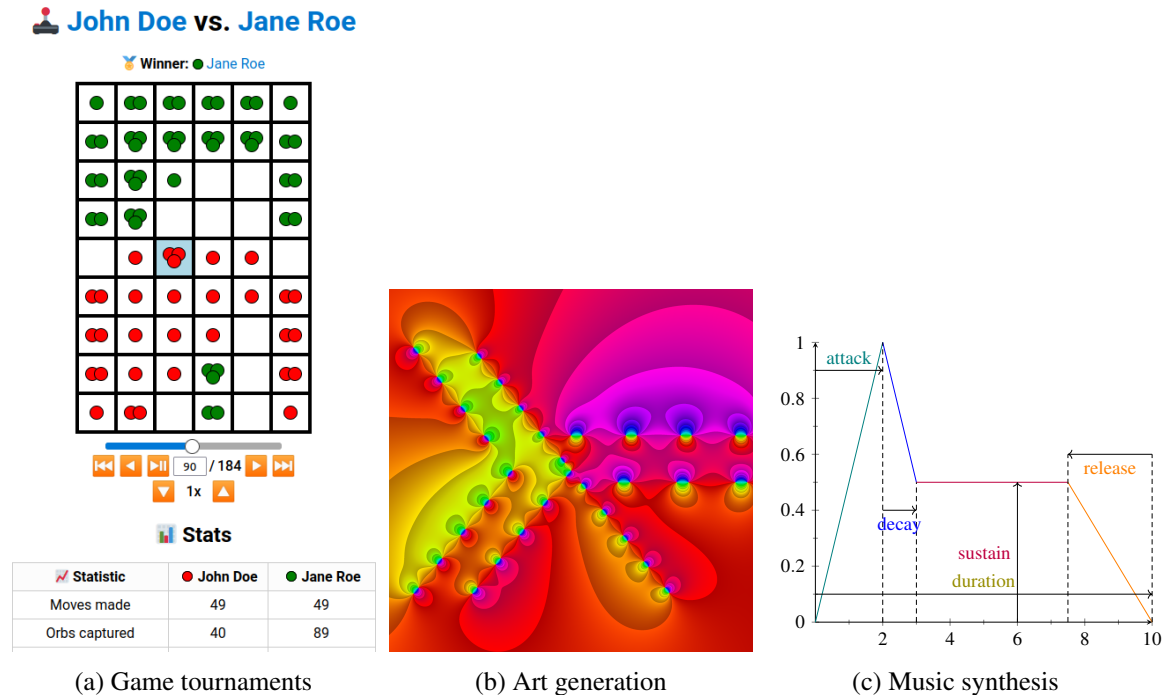 John Doe vs. Jane Roe
Winner: Jane Roe
90 / 184
1x
Stats
Statistic John Doe Jane Roe
Moves made 49 49
Orbs captured 40 89
(a) Game tournaments
(b) Art generation
1
0.8
0.6
0.4
0.2
0
2 4 6 8 10
attack
decay
sustain
duration
release
(c) Music synthesis